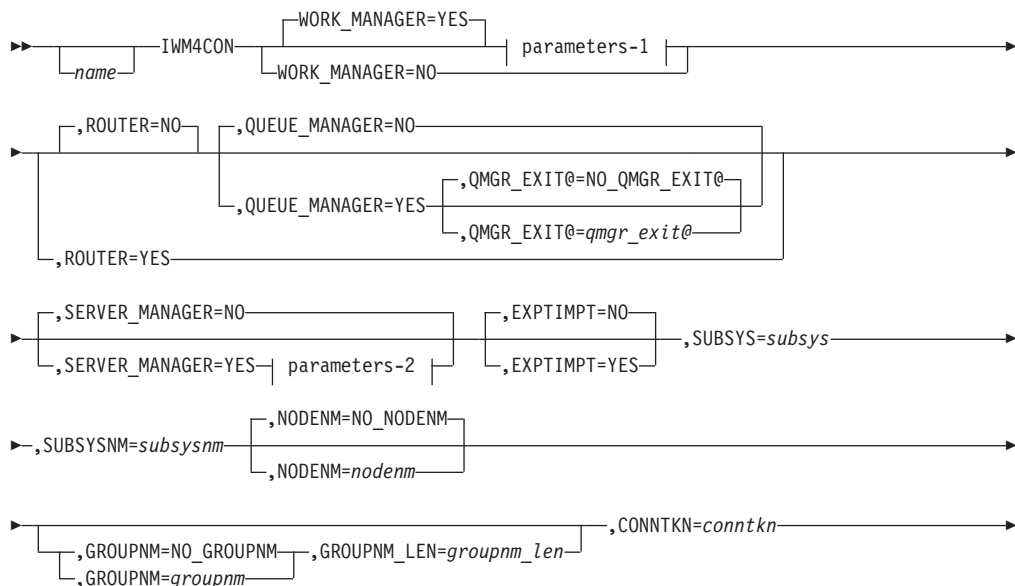 WORK_MANAGER=YES
name IWM4CON parameters-1
WORK_MANAGER=NO
,ROUTER=NO ,QUEUE_MANAGER=NO
,QMGR_EXIT@=NO_QMGR_EXIT@
,QUEUE_MANAGER=YES
,QMGR_EXIT@=qmgr_exit@
,ROUTER=YES
,SERVER_MANAGER=NO ,EXPTIMPT=NO
,SUBSYS=subsys
,SERVER_MANAGER=YES parameters-2 ,EXPTIMPT=YES
,NODENM=NO_NODENM
,SUBSYSNM=subsysnm
,NODENM=nodenm
,CONNTKN=conntkn
,GROUPNM=NO_GROUPNM ,GROUPNM_LEN=groupnm_len
,GROUPNM=groupnm